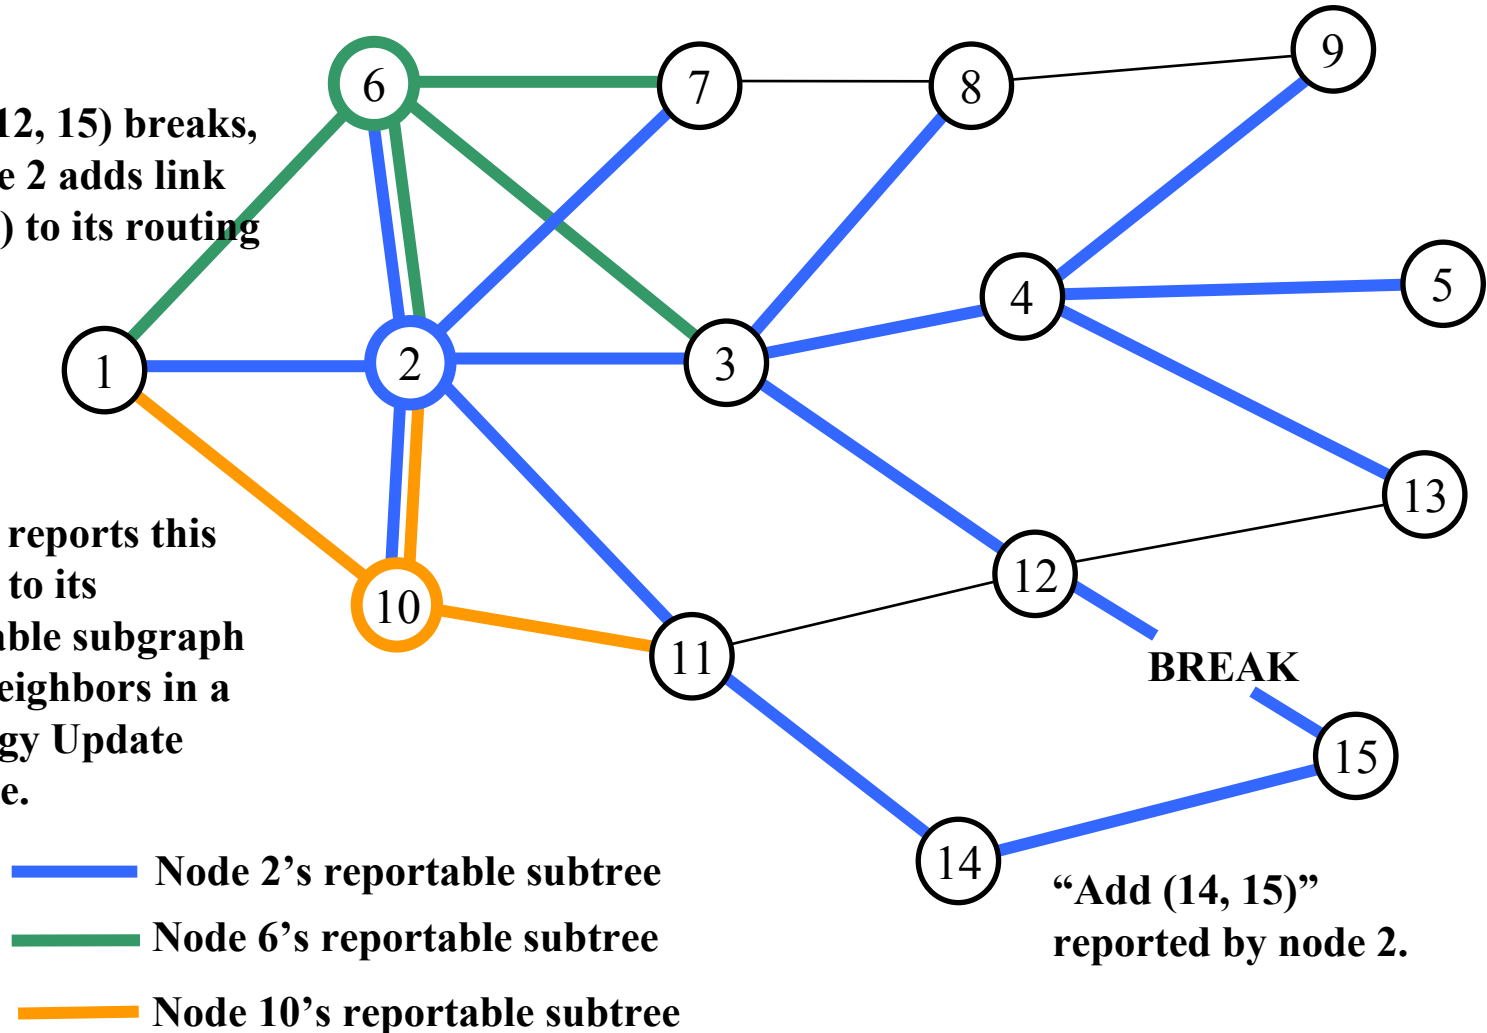 9
6
7
8
12, 15) breaks,
e 2 adds link
) to its routing
4
5
1
2
3
13
reports this
to its
able subgraph
eighbors in a
gy Update
e.
12
10
11
BREAK
15
14
Node 2’s reportable subtree
Node 6’s reportable subtree
Node 10’s reportable subtree
“Add (14, 15)”
reported by node 2.